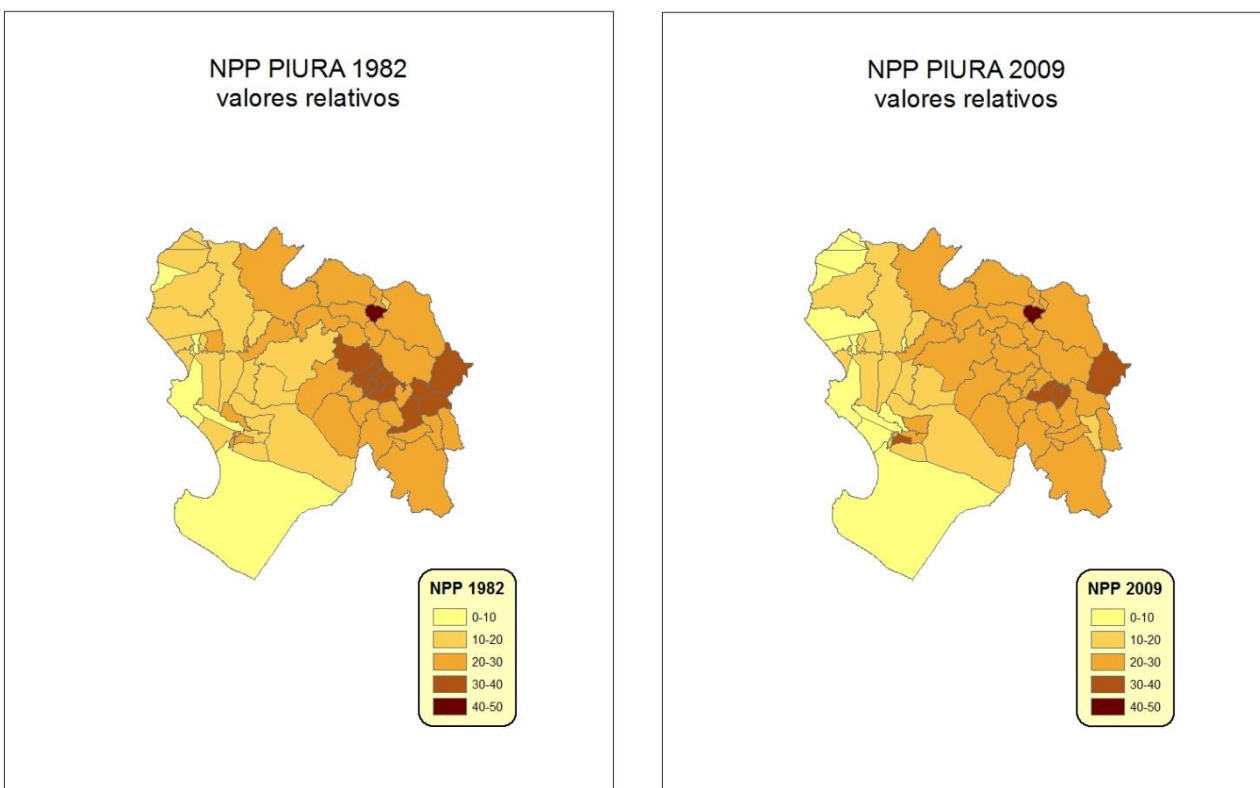 NPP PIURA 1982
valores relativos
NPP 1982
0-10
10-20
20-30
30-40
40-50
NPP PIURA 2009
valores relativos
NPP 2009
0-10
10-20
20-30
30-40
40-50